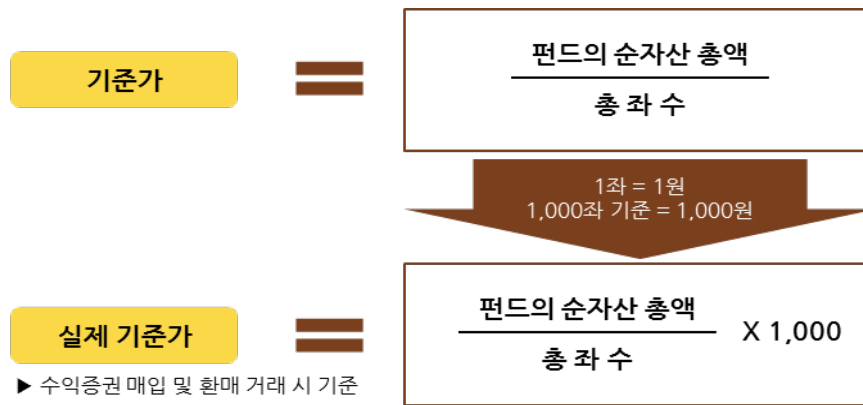 기준가
펀드의 순자산 총액
총 좌 수
1좌 = 1원
1,000좌 기준 = 1,000원
실제 기준가
펀드의 순자산 총액
총 좌 수
X 1,000
▶ 수익증권 매입 및 환매 거래 시 기준